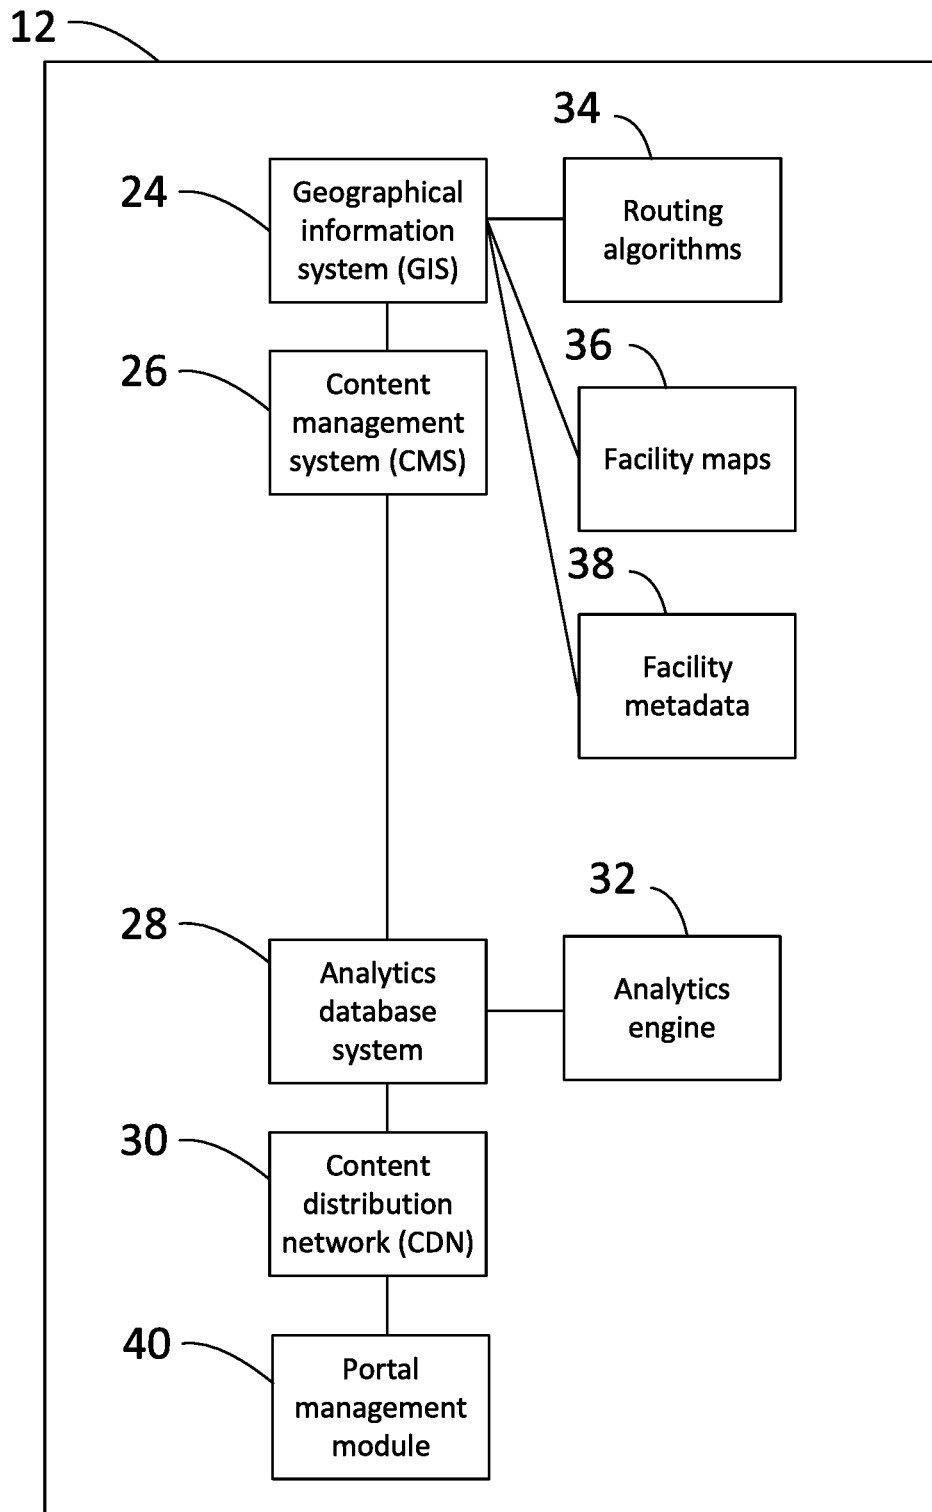 12
34
24
Geographical
information
system (GIS)
Routing
algorithms
26
Content
management
system (CMS)
36
Facility maps
38
Facility
metadata
32
28
Analytics
database
system
Analytics
engine
30
Content
distribution
network (CDN)
40
Portal
management
module